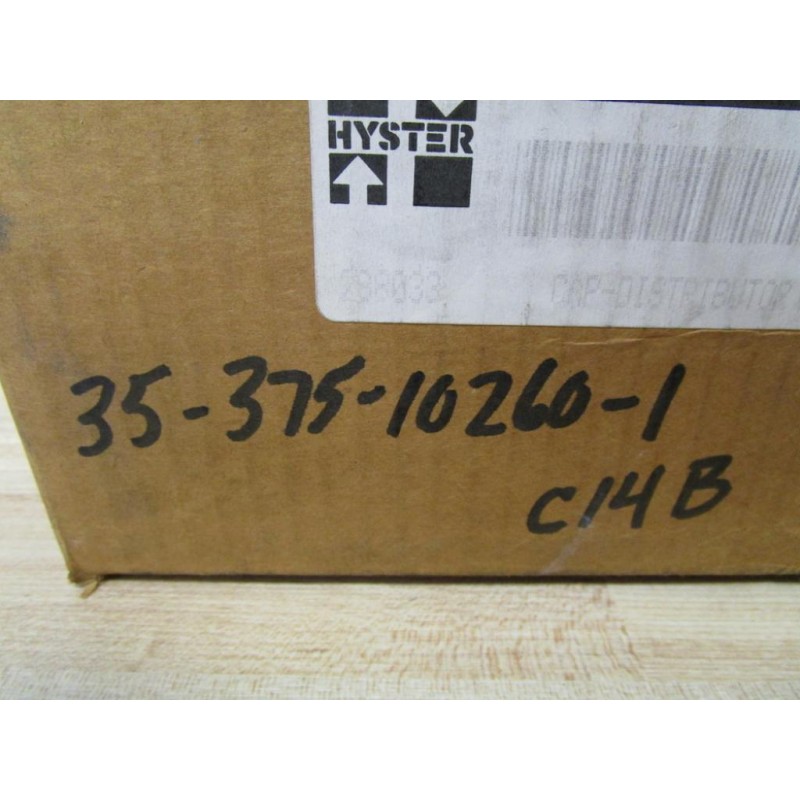 HYSTER
298033 CAP-DISTRIBUTOR
35-375-10260-1
C14B